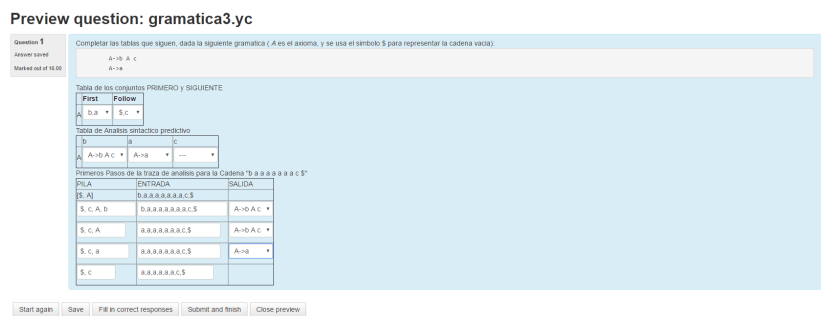 Preview question: gramatica3.yc
Question 1
Answer saved
Marked out of 16.00
Completar las tablas que siguen, dada la siguiente gramatica ( A es el axioma, y se usa el simbolo $ para representar la cadena vacia):
A->b A c
A->a
Tabla de los conjuntos PRIMERO y SIGUIENTE
First Follow
A b,a $,c
Tabla de Analisis sintactico predictivo
b a c
A A->b A c A->a ---
Primeros Pasos de la traza de analisis para la Cadena "b a a a a a a a c $"
PILA ENTRADA SALIDA
[$, A] b,a,a,a,a,a,a,a,c,$
$, c, A, b b,a,a,a,a,a,a,a,c,$ A->b A c
$, c, A a,a,a,a,a,a,a,c,$ A->b A c
$, c, a a,a,a,a,a,a,a,c,$ A->a
$, c a,a,a,a,a,a,c,$
Start again Save Fill in correct responses Submit and finish Close preview